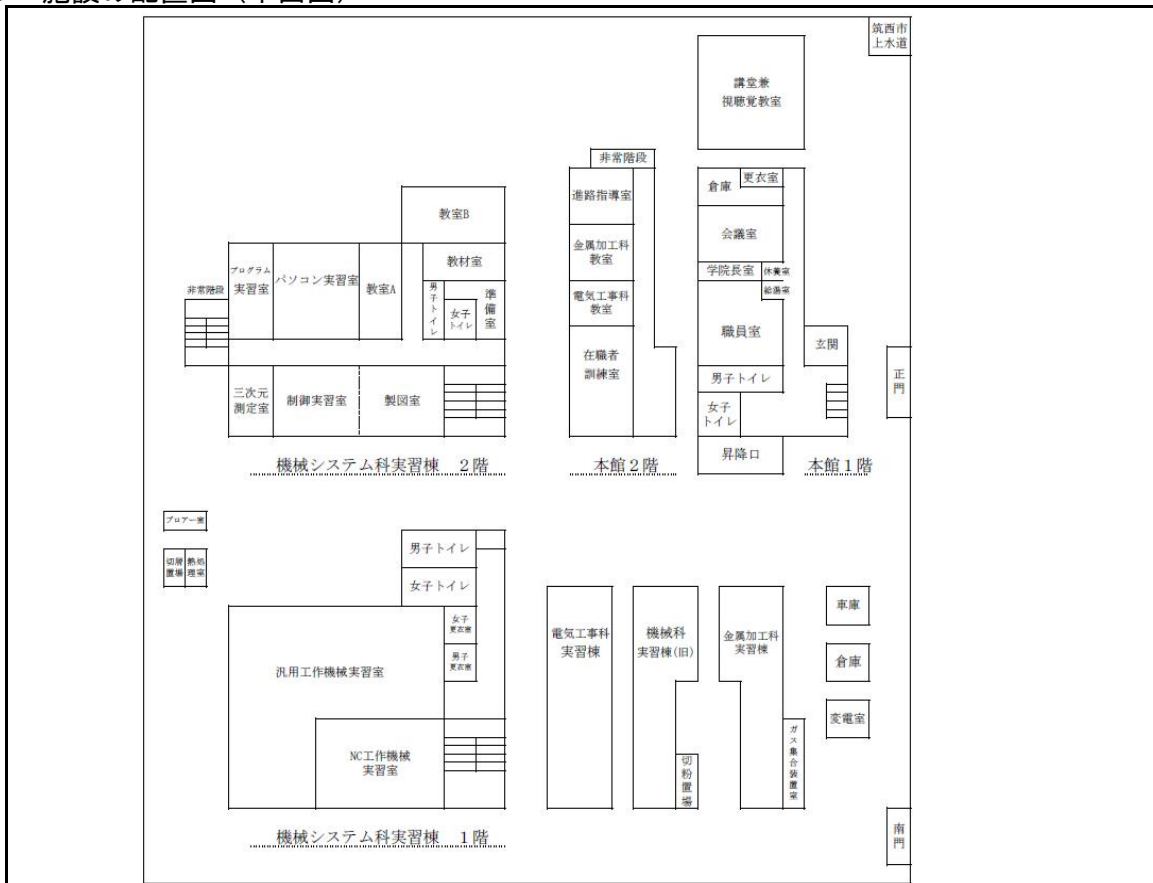 筑西市
上水道
講堂兼
視聴覚教室
非常階段
進路指導室
金属加工科
教室
電気工事科
教室
在職者
訓練室
本館2階
倉庫
更衣室
会議室
学院長室
休養室
給湯室
職員室
玄関
男子トイレ
女子
トイレ
昇降口
本館1階
正門
教室B
プログラム
実習室
パソコン実習室
教室A
教材室
男子トイレ
女子
トイレ
準備室
非常階段
三次元
測定室
制御実習室
製図室
機械システム科実習棟 2階
ブロアー室
切屑
置場
熱処
理室
男子トイレ
女子トイレ
女子
更衣室
男子
更衣室
汎用工作機械実習室
NC工作機械
実習室
機械システム科実習棟 1階
電気工事科
実習棟
機械科
実習棟(旧)
切粉置場
金属加工科
実習棟
ガス集合装置室
車庫
倉庫
変電室
南門